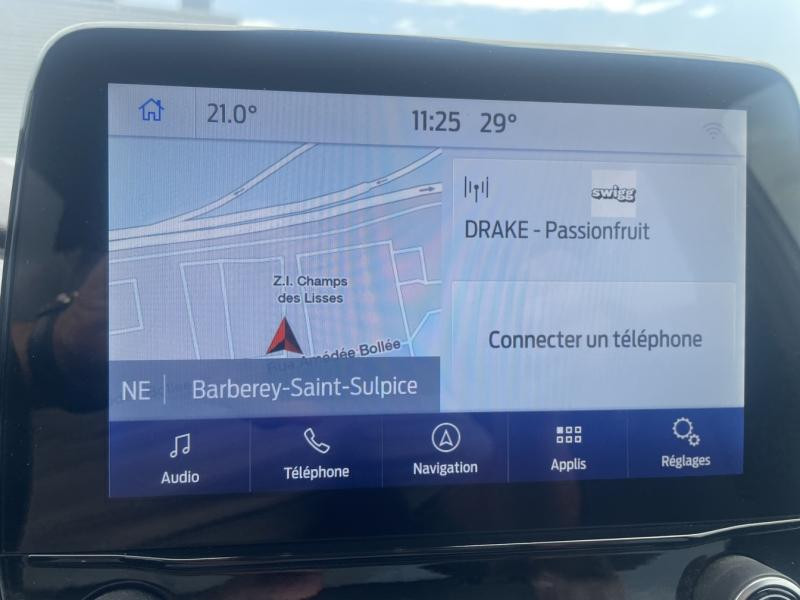 21.0°
11:25 29°
swigg
DRAKE - Passionfruit
Z.I. Champs
des Lisses
Rue Amédée Bollée
Connecter un téléphone
NE
Barberey-Saint-Sulpice
Audio
Téléphone
Navigation
Applis
Réglages